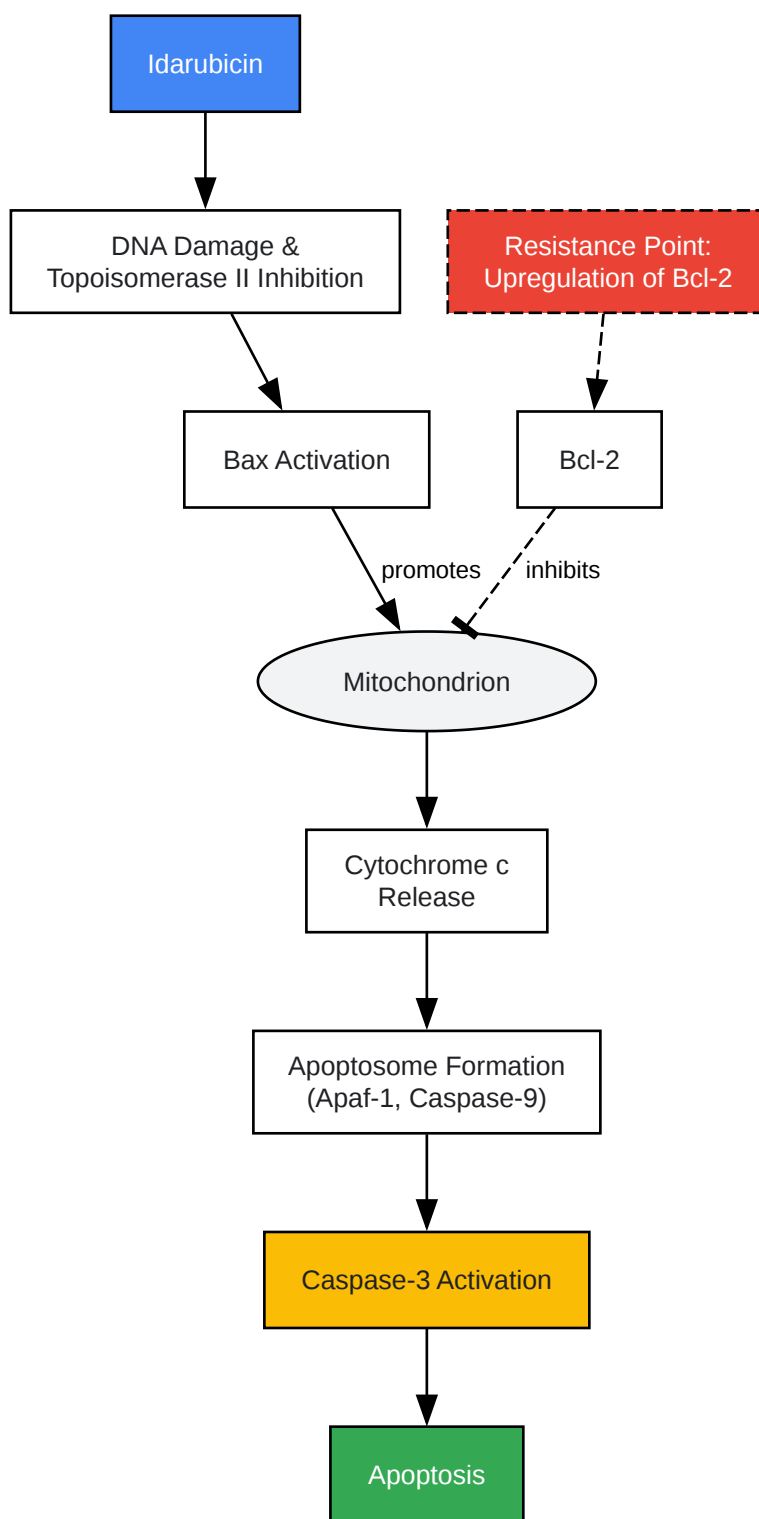 Idarubicin
DNA Damage &
Topoisomerase II Inhibition
Resistance Point:
Upregulation of Bcl-2
Bax Activation
Bcl-2
promotes
inhibits
Mitochondrion
Cytochrome c
Release
Apoptosome Formation
(Apaf-1, Caspase-9)
Caspase-3 Activation
Apoptosis